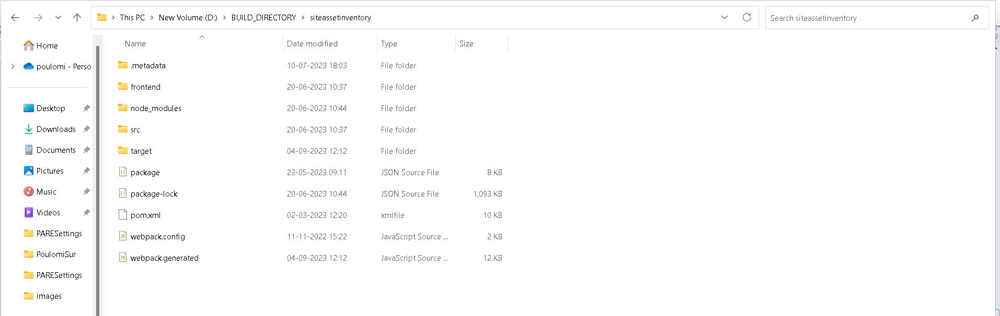 This PC > New Volume (D:) > BUILD_DIRECTORY > siteassetinventory
Search siteassetinventory
Home
poulomi - Perso
Desktop
Downloads
Documents
Pictures
Music
Videos
PARESettings
PoulomiSur
PARESettings
images
Name Date modified Type Size
.metadata 10-07-2023 18:03 File folder
frontend 20-06-2023 10:37 File folder
node_modules 20-06-2023 10:44 File folder
src 20-06-2023 10:37 File folder
target 04-09-2023 12:12 File folder
package 23-05-2023 09:11 JSON Source File 8 KB
package-lock 20-06-2023 10:44 JSON Source File 1,093 KB
pom.xml 02-03-2023 12:20 xmlfile 10 KB
webpack.config 11-11-2022 15:22 JavaScript Source ... 2 KB
webpack.generated 04-09-2023 12:12 JavaScript Source ... 12 KB